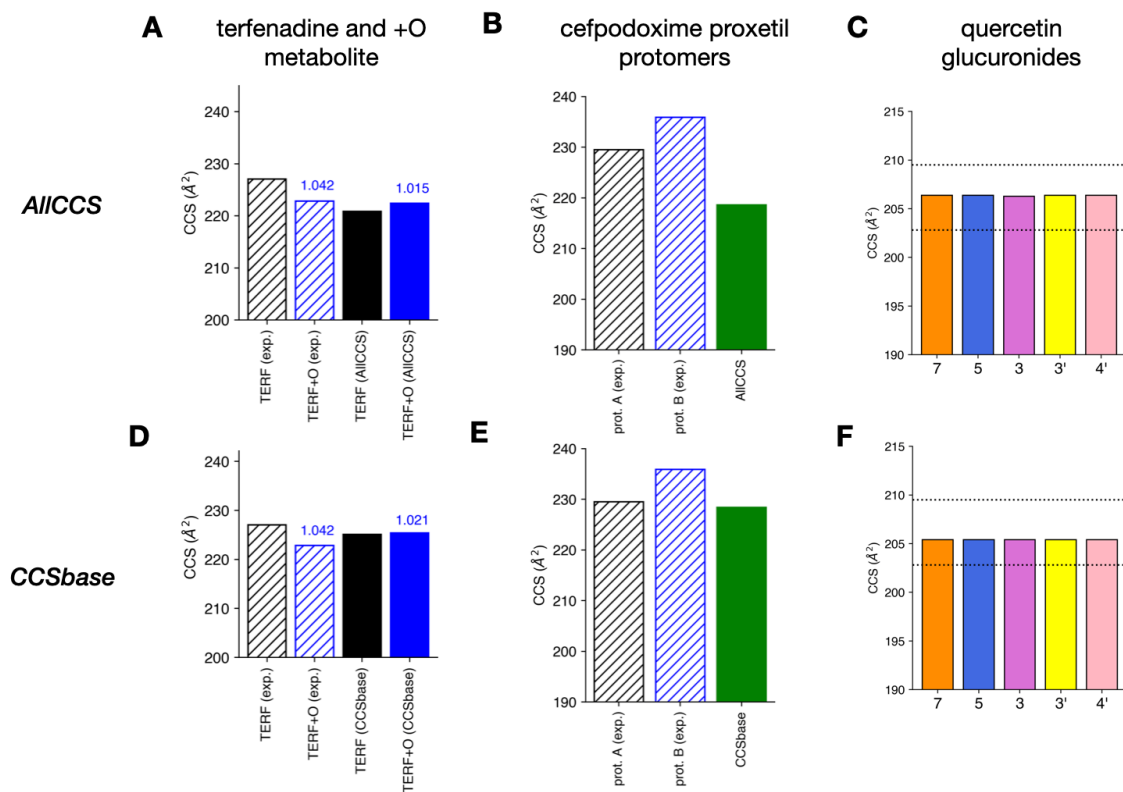 A
terfenadine and +O
metabolite
B
cefpodoxime proxetil
protomers
C
quercetin
glucuronides
AllCCS
CCS (Å²)
240
230
220
210
200
1.042
1.015
TERF (exp.)
TERF+O (exp.)
TERF (AllCCS)
TERF+O (AllCCS)
CCS (Å²)
240
230
220
210
200
190
prot. A (exp.)
prot. B (exp.)
AllCCS
CCS (Å²)
215
210
205
200
195
190
7 5 3 3' 4'
D
E
F
CCSbase
CCS (Å²)
240
230
220
210
200
1.042
1.021
TERF (exp.)
TERF+O (exp.)
TERF (CCSbase)
TERF+O (CCSbase)
CCS (Å²)
240
230
220
210
200
190
prot. A (exp.)
prot. B (exp.)
CCSbase
CCS (Å²)
215
210
205
200
195
190
7 5 3 3' 4'